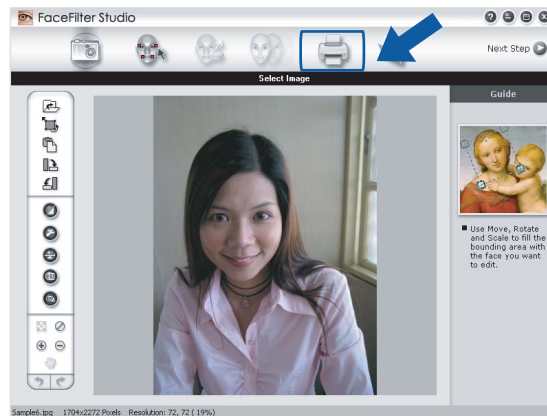 FaceFilter Studio
Next Step
Select Image
Guide
Use Move, Rotate
and Scale to fill the
bounding area with
the face you want
to edit.
Sample6.jpg 1704x2272 Pixels Resolution: 72, 72 ( 19%)